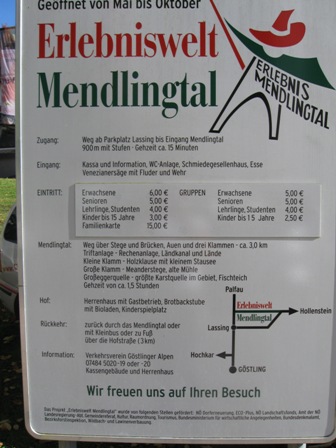 Geöffnet von Mai bis Oktober
Erlebniswelt
Mendlingtal
ERLEBNIS
MENDLINGTAL
Zugang: Weg ab Parkplatz Lassing bis Eingang Mendlingtal
900 m mit Stufen · Gehzeit ca. 15 Minuten
Eingang: Kassa und Information, WC-Anlage, Schmiedegesellenhaus, Esse
Venezianersäge mit Fluder und Wehr
EINTRITT: Erwachsene 6,00 € GRUPPEN Erwachsene 5,00 €
Senioren 5,00 € Senioren 5,00 €
Lehrlinge, Studenten 4,00 € Lehrlinge, Studenten 4,00 €
Kinder bis 15 Jahre 3,00 € Kinder bis 15 Jahre 2,50 €
Familienkarte 15,00 €
Mendlingtal: Weg über Stege und Brücken, Auen und drei Klammen - ca. 3,0 km
Triftanlage - Rechenanlage, Ländkanal und Lände
Kleine Klamm - Holzklause mit kleinem Stausee
Große Klamm - Meanderstege, alte Mühle
Griffeggerquelle - größte Karstquelle im Gebiet, Fischteich
Gehzeit von ca. 1,5 Stunden
Hof: Herrenhaus mit Gastbetrieb, Brotbackstube
mit Bioladen, Kinderspielplatz
Rückkehr: zurück durch das Mendlingtal oder
mit Kleinbus oder zu Fuß
über die Hofstraße (3 km)
Information: Verkehrsverein Göstlinger Alpen
07484 5020-19 oder -20
Kassengebäude und Herrenhaus
Palfau
Erlebniswelt
Mendlingtal
Hollenstein
Lassing
Hochkar
GÖSTLING
Wir freuen uns auf Ihren Besuch